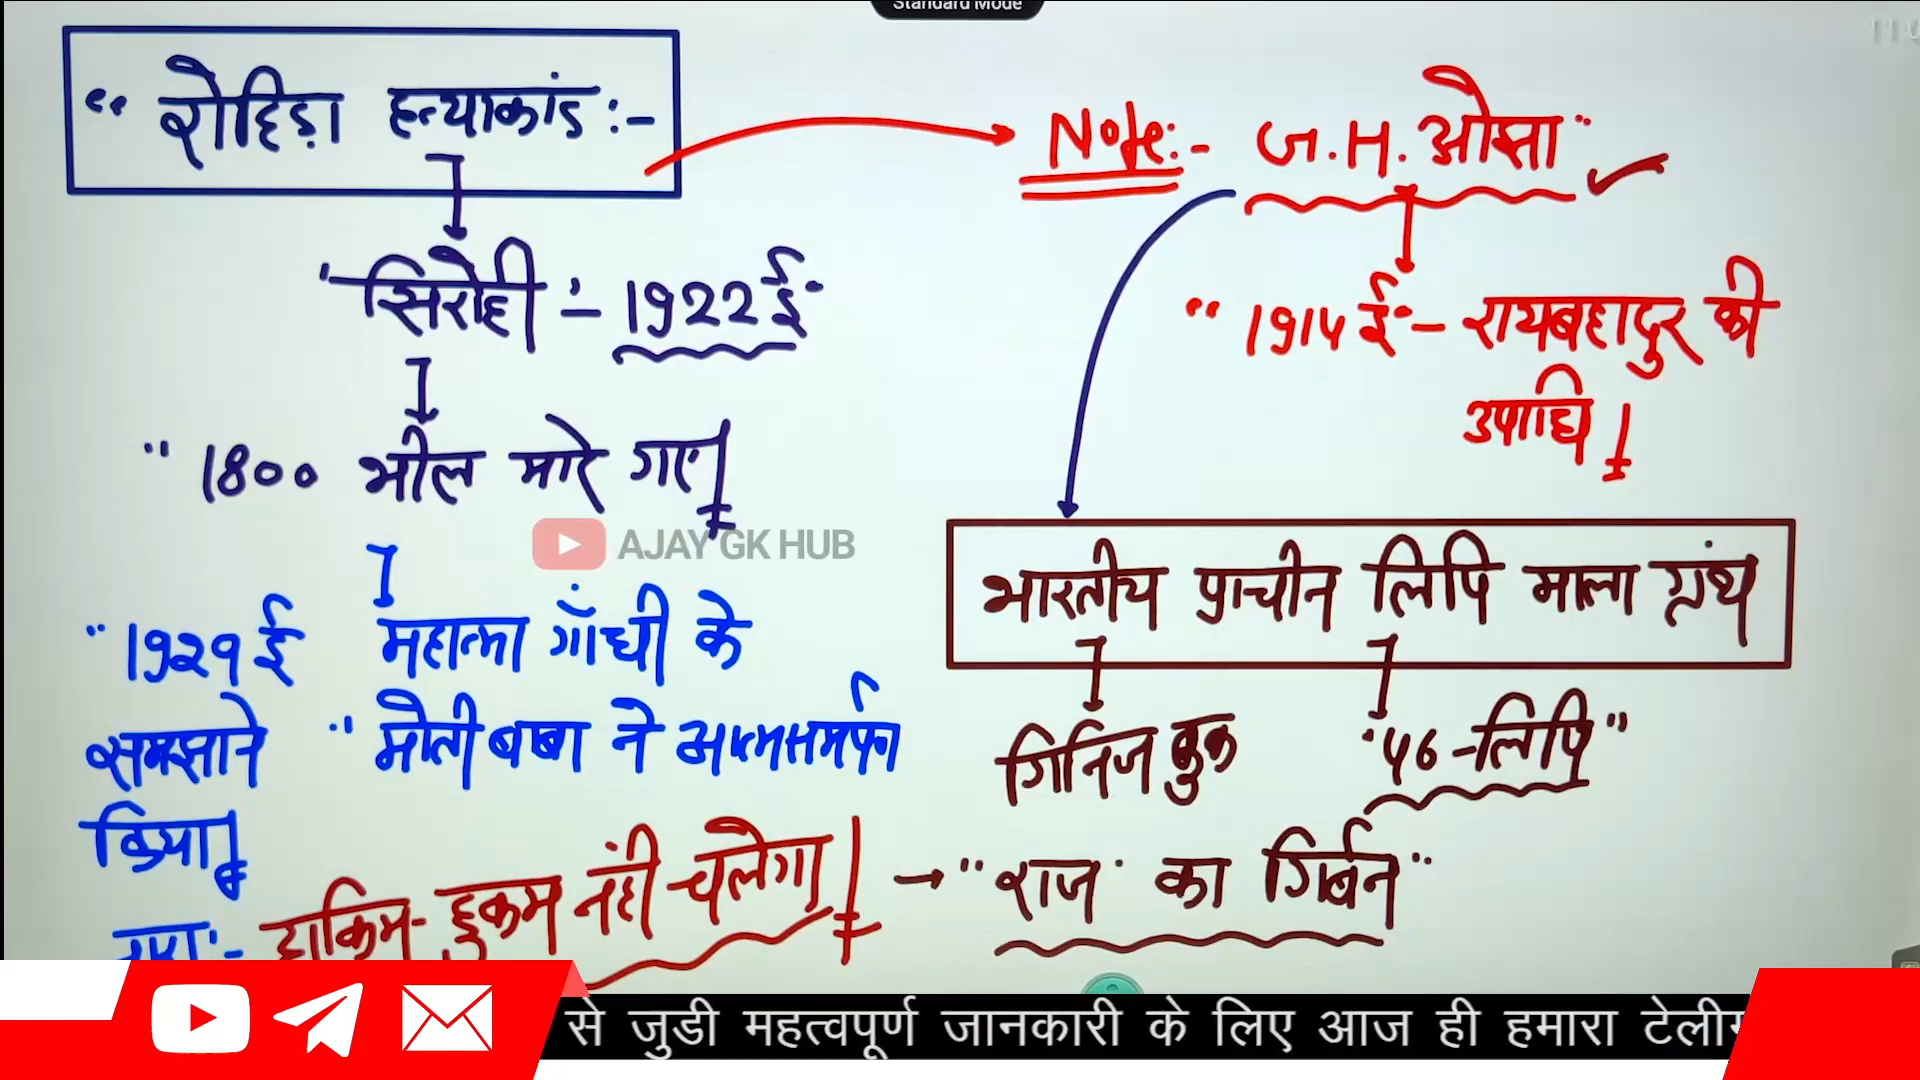 Standard Mode
“ रोहिड़ा हत्याकांड :-
" सिरोही :- 1922 ई
" 1800 भील मारे गए।
"1929 ई महात्मा गाँधी के
समझाने " मोती बाबा ने आत्मसमर्पण
किया।
नारा :- हाकिम - हुकम नहीं चलेगा।
Note:- ज.H. ओझा" ✓
“ 1914 ई - रायबहादुर की
उपाधि।
भारतीय प्राचीन लिपि माला ग्रंथ
गिनिज बुक "56 - लिपि"
→ "राज का गिर्बन"
AJAY GK HUB
से जुडी महत्वपूर्ण जानकारी के लिए आज ही हमारा